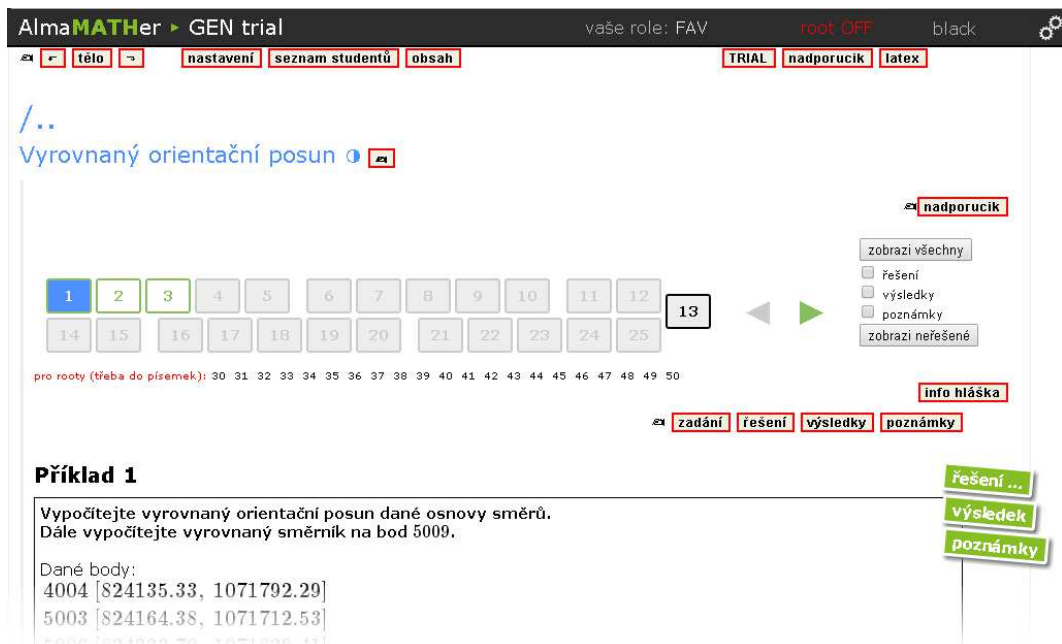 AlmaMATHer ▸ GEN trial vaše role: FAV root OFF black
tělo nastavení seznam studentů obsah TRIAL nadporucik latex
/..
Vyrovnaný orientační posun
nadporucik
zobrazi všechny
řešení
výsledky
poznámky
zobrazi neřešené
1 2 3 4 5 6 7 8 9 10 11 12 13
14 15 16 17 18 19 20 21 22 23 24 25
pro rooty (třeba do písemek): 30 31 32 33 34 35 36 37 38 39 40 41 42 43 44 45 46 47 48 49 50
info hláška
zadání řešení výsledky poznámky
Příklad 1
řešení ...
výsledek
poznámky
Vypočítejte vyrovnaný orientační posun dané osnovy směrů.
Dále vypočítejte vyrovnaný směrník na bod 5009.
Dané body:
4004 [824135.33, 1071792.29]
5003 [824164.38, 1071712.53]